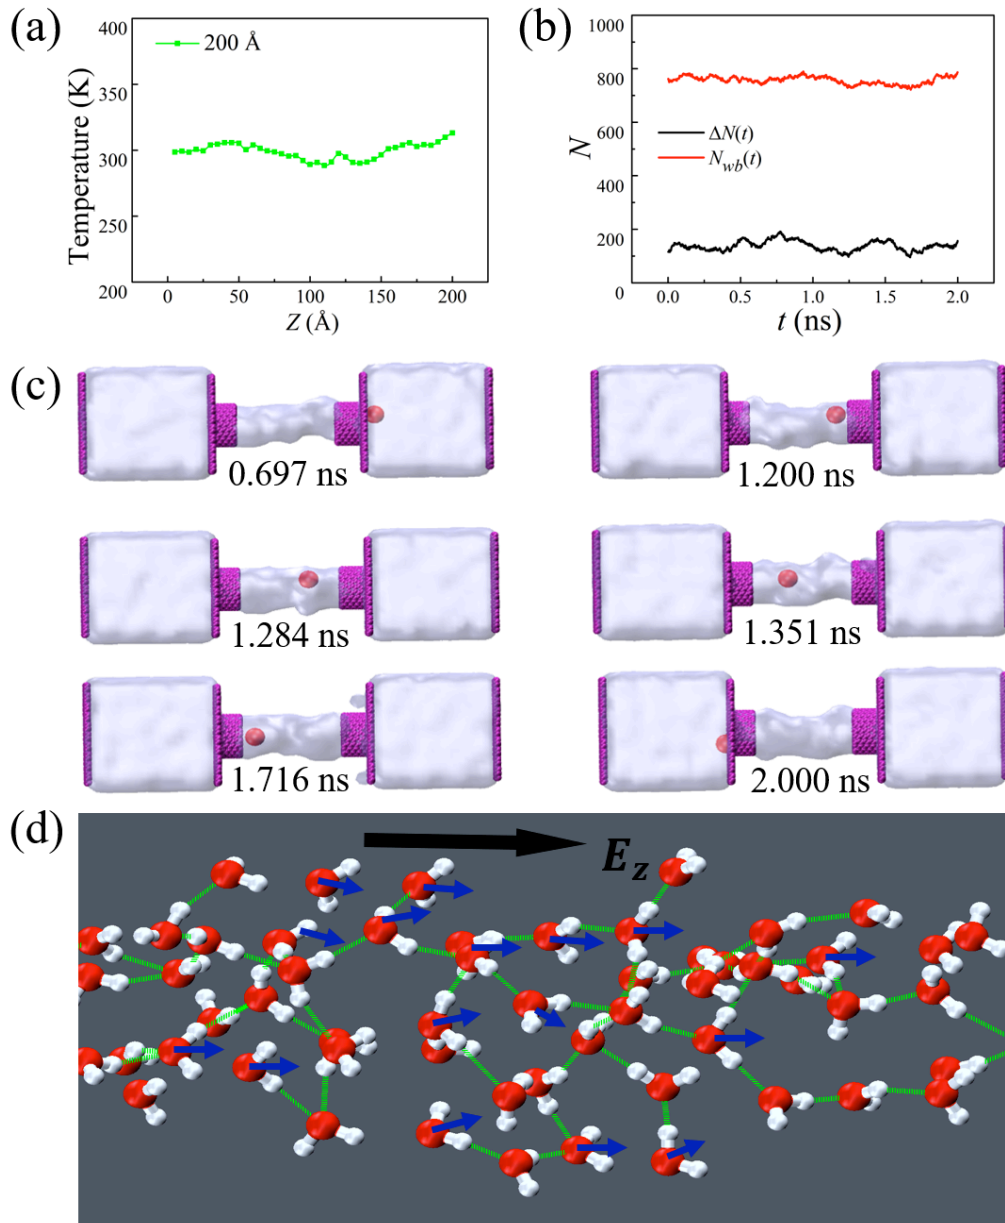 (a)
400
350
300
250
200
Temperature (K)
200 Å
0
50
100
150
200
Z (Å)
(b)
1000
800
600
400
200
0
N
ΔN(t)
N_wb(t)
0.0
0.5
1.0
1.5
2.0
t (ns)
(c)
0.697 ns
1.200 ns
1.284 ns
1.351 ns
1.716 ns
2.000 ns
(d)
E_z